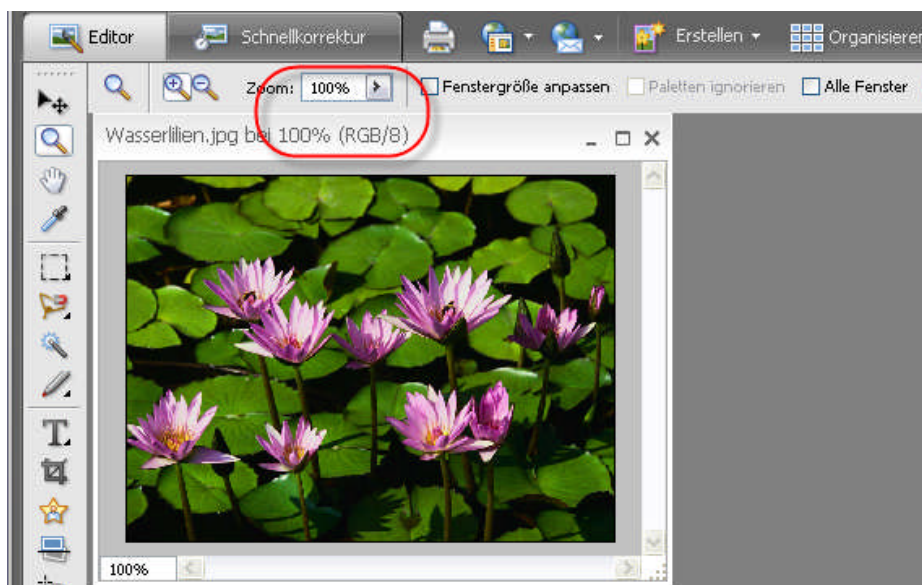 Editor Schnellkorrektur Erstellen Organisieren
Zoom: 100% Fenstergröße anpassen Paletten ignorieren Alle Fenster
Wasserlilien.jpg bei 100% (RGB/8)
T
100%